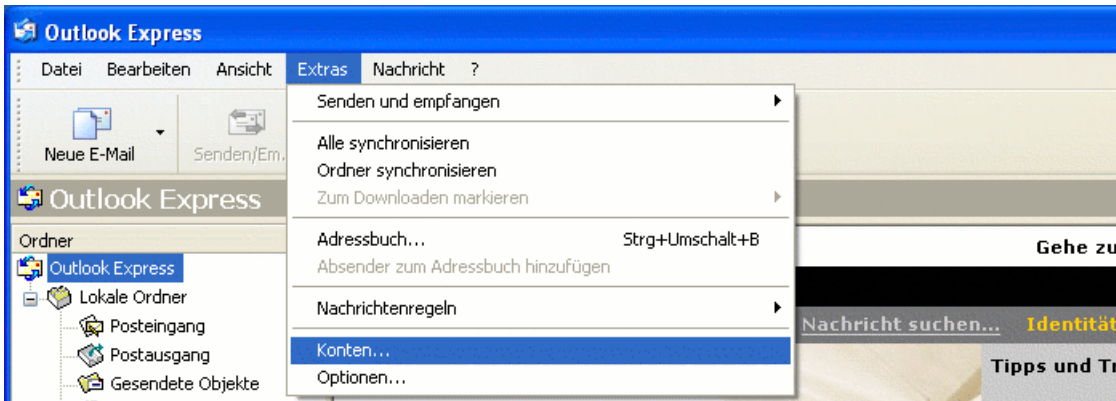 Outlook Express
Datei Bearbeiten Ansicht Extras Nachricht ?
Neue E-Mail Senden/Em.
Outlook Express
Ordner
Outlook Express
Lokale Ordner
Posteingang
Postausgang
Gesendete Objekte
Senden und empfangen
Alle synchronisieren
Ordner synchronisieren
Zum Downloaden markieren
Adressbuch... Strg+Umschalt+B
Absender zum Adressbuch hinzufügen
Nachrichtenregeln
Konten...
Optionen...
Gehe zu
Nachricht suchen... Identität
Tipps und Tr